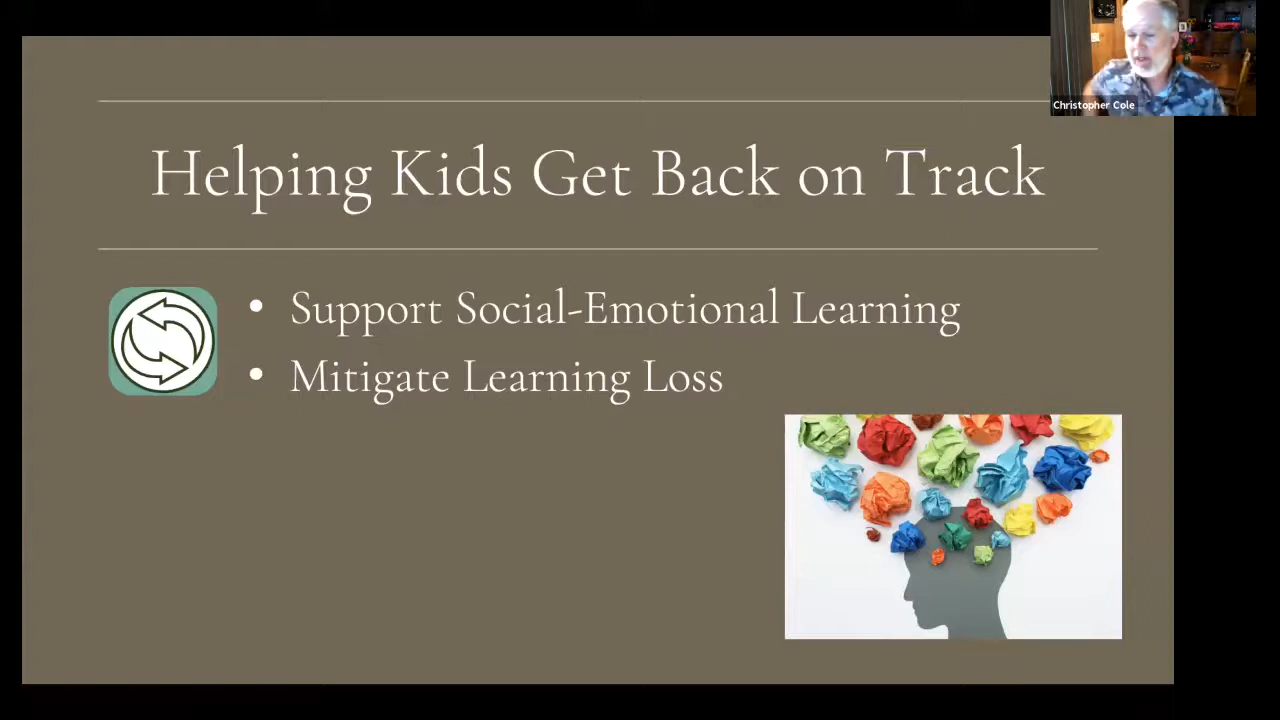 Christopher Cole
Helping Kids Get Back on Track
• Support Social-Emotional Learning
• Mitigate Learning Loss